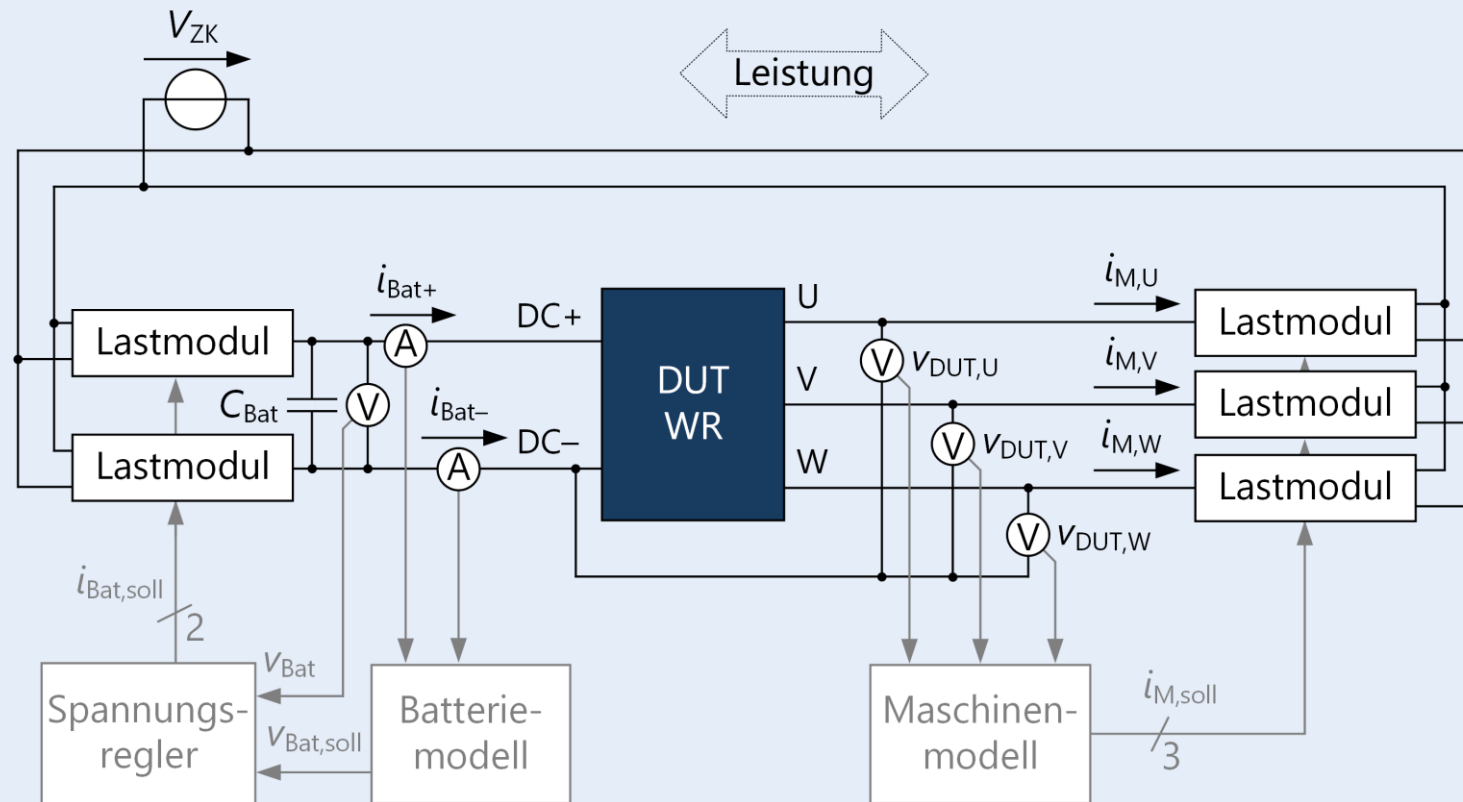 V_ZK
Leistung
i_Bat+
DC+
U
i_M,U
Lastmodul
Lastmodul
A
V
v_DUT,U
DUT
WR
V
i_M,V
Lastmodul
C_Bat
V
i_Bat–
DC–
V
v_DUT,V
W
i_M,W
Lastmodul
A
Lastmodul
V
v_DUT,W
i_Bat,soll
2
v_Bat
Spannungs-
regler
v_Bat,soll
Batterie-
modell
Maschinen-
modell
i_M,soll
3